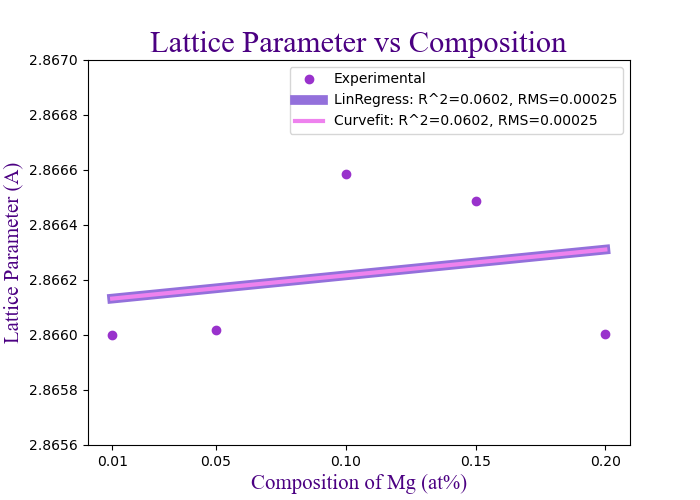 Lattice Parameter vs Composition
Experimental
LinRegress: R^2=0.0602, RMS=0.00025
Curvefit: R^2=0.0602, RMS=0.00025
Lattice Parameter (A)
2.8670
2.8668
2.8666
2.8664
2.8662
2.8660
2.8658
2.8656
0.01 0.05 0.10 0.15 0.20
Composition of Mg (at%)